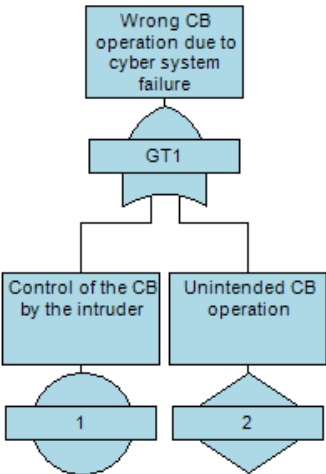 Wrong CB
operation due to
cyber system
failure
GT1
Control of the CB
by the intruder
Unintended CB
operation
1
2